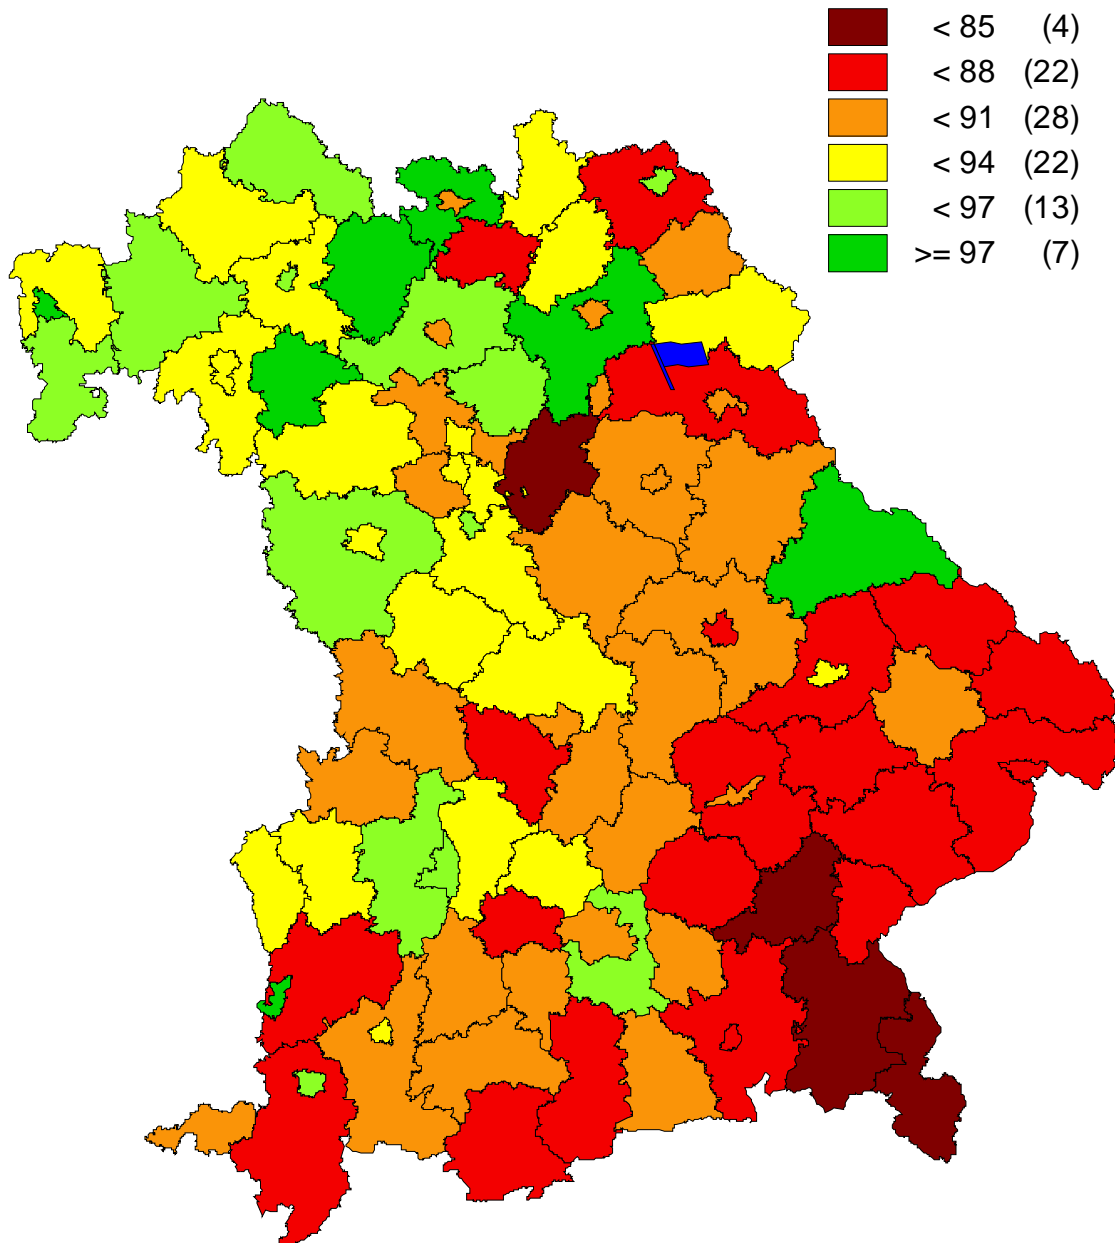 < 85 (4)
< 88 (22)
< 91 (28)
< 94 (22)
< 97 (13)
>= 97 (7)